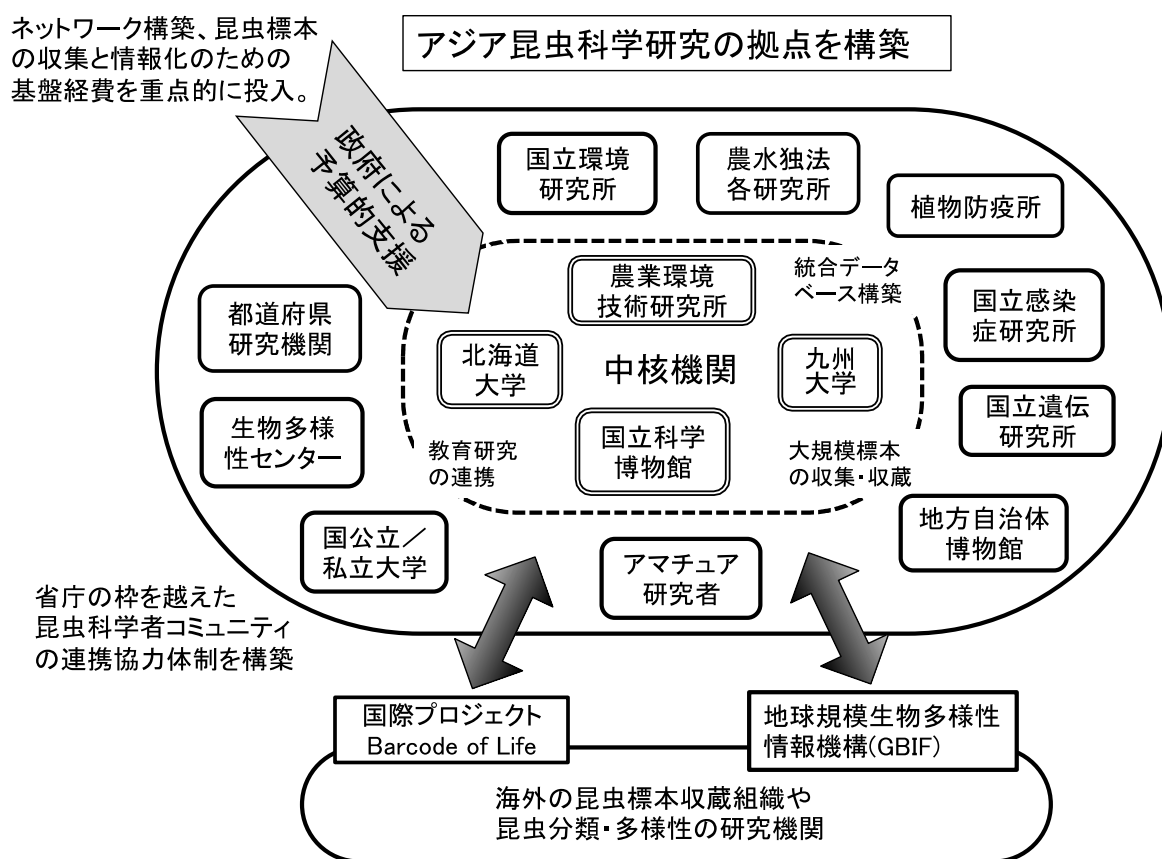 ネットワーク構築、昆虫標本
の収集と情報化のための
基盤経費を重点的に投入。
アジア昆虫科学研究の拠点を構築
政府による
予算的支援
国立環境
研究所
農水独法
各研究所
植物防疫所
農業環境
技術研究所
統合データ
ベース構築
国立感染
症研究所
都道府県
研究機関
北海道
大学
中核機関
九州
大学
国立遺伝
研究所
生物多様
性センター
教育研究
の連携
国立科学
博物館
大規模標本
の収集・収蔵
地方自治体
博物館
国公立／
私立大学
アマチュア
研究者
省庁の枠を越えた
昆虫科学者コミュニティ
の連携協力体制を構築
国際プロジェクト
Barcode of Life
地球規模生物多様性
情報機構(GBIF)
海外の昆虫標本収蔵組織や
昆虫分類・多様性の研究機関